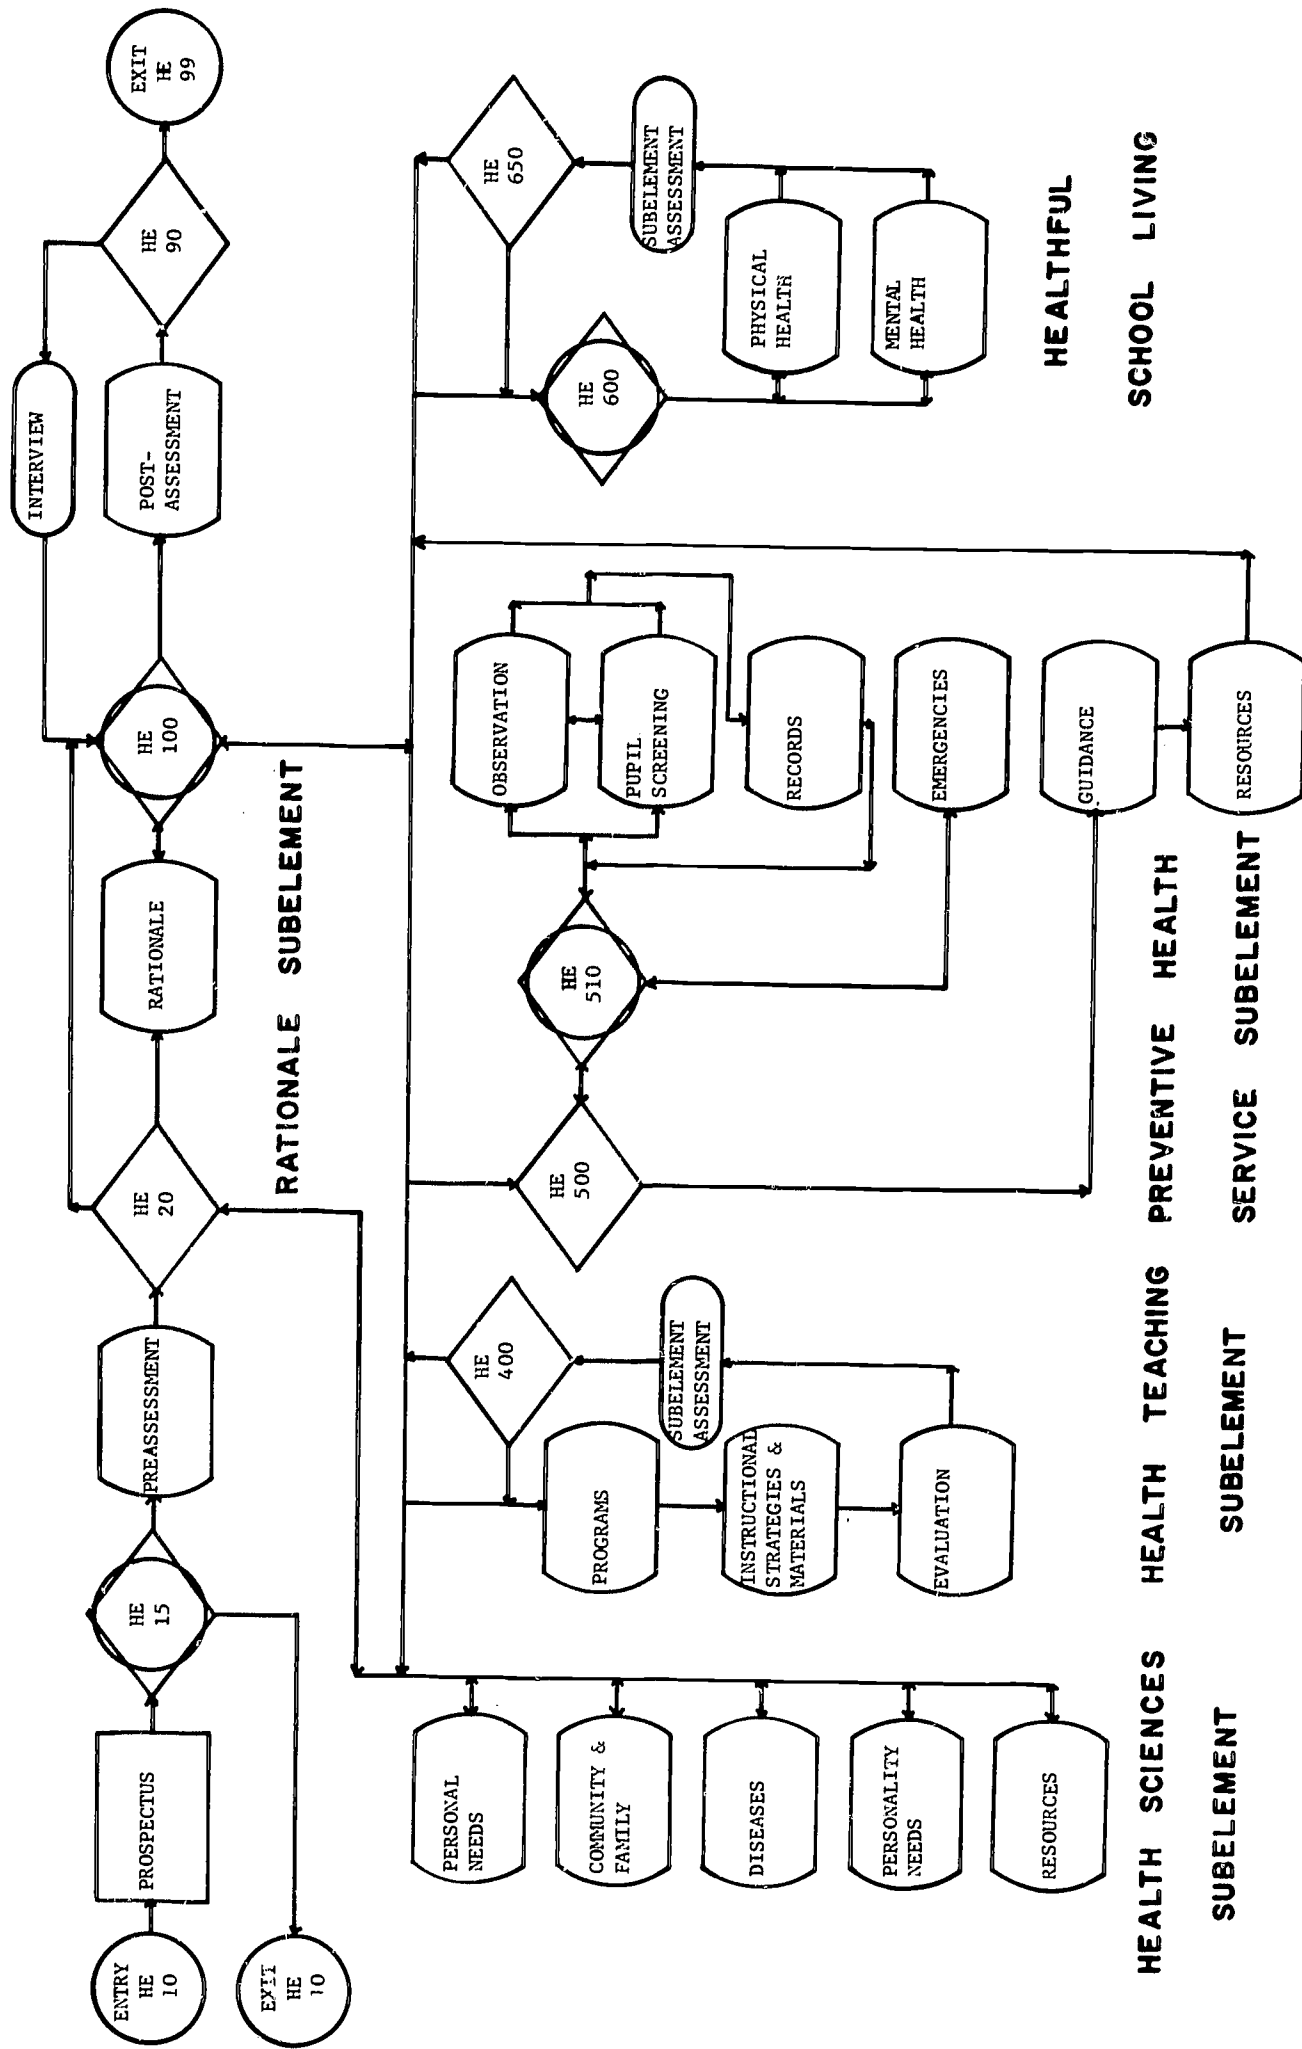 ENTRY
HE
10
PROSPECTUS
HE
15
PREASSESSMENT
HE
20
RATIONALE
HE
100
POST-
ASSESSMENT
HE
90
EXIT
HE
99
INTERVIEW
EXIT
HE
10
RATIONALE SUBELEMENT
PERSONAL
NEEDS
COMMUNITY &
FAMILY
DISEASES
PERSONALITY
NEEDS
RESOURCES
HEALTH SCIENCES
SUBELEMENT
HE
400
PROGRAMS
SUBELEMENT
ASSESSMENT
INSTRUCTIONAL
STRATEGIES &
MATERIALS
EVALUATION
HEALTH TEACHING
SUBELEMENT
HE
500
HE
510
OBSERVATION
PUPIL
SCREENING
RECORDS
EMERGENCIES
GUIDANCE
RESOURCES
PREVENTIVE HEALTH
SERVICE SUBELEMENT
HE
600
HE
650
SUBELEMENT
ASSESSMENT
PHYSICAL
HEALTH
MENTAL
HEALTH
HEALTHFUL
SCHOOL LIVING